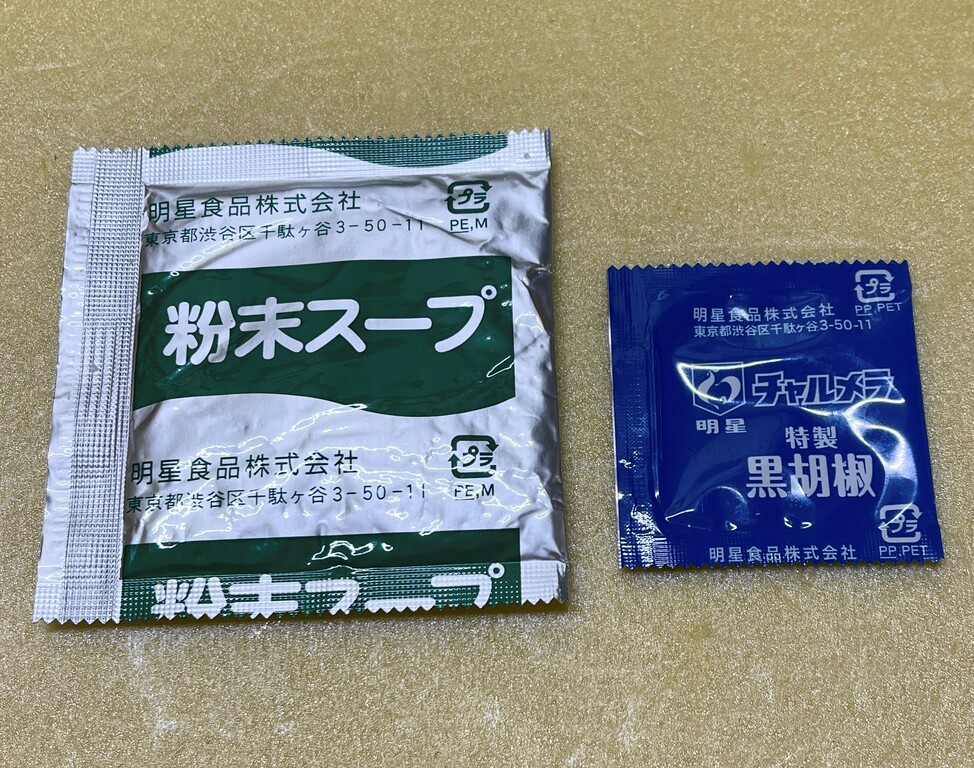 明星食品株式会社
東京都渋谷区千駄ヶ谷3-50-11
プラ
PE,M
粉末スープ
明星食品株式会社
東京都渋谷区千駄ヶ谷3-50-11
プラ
PE,M
粉末スープ
明星食品株式会社
東京都渋谷区千駄ヶ谷3-50-11
プラ
PP,PET
明星
チャルメラ
特製
黒胡椒
プラ
PP,PET
明星食品株式会社